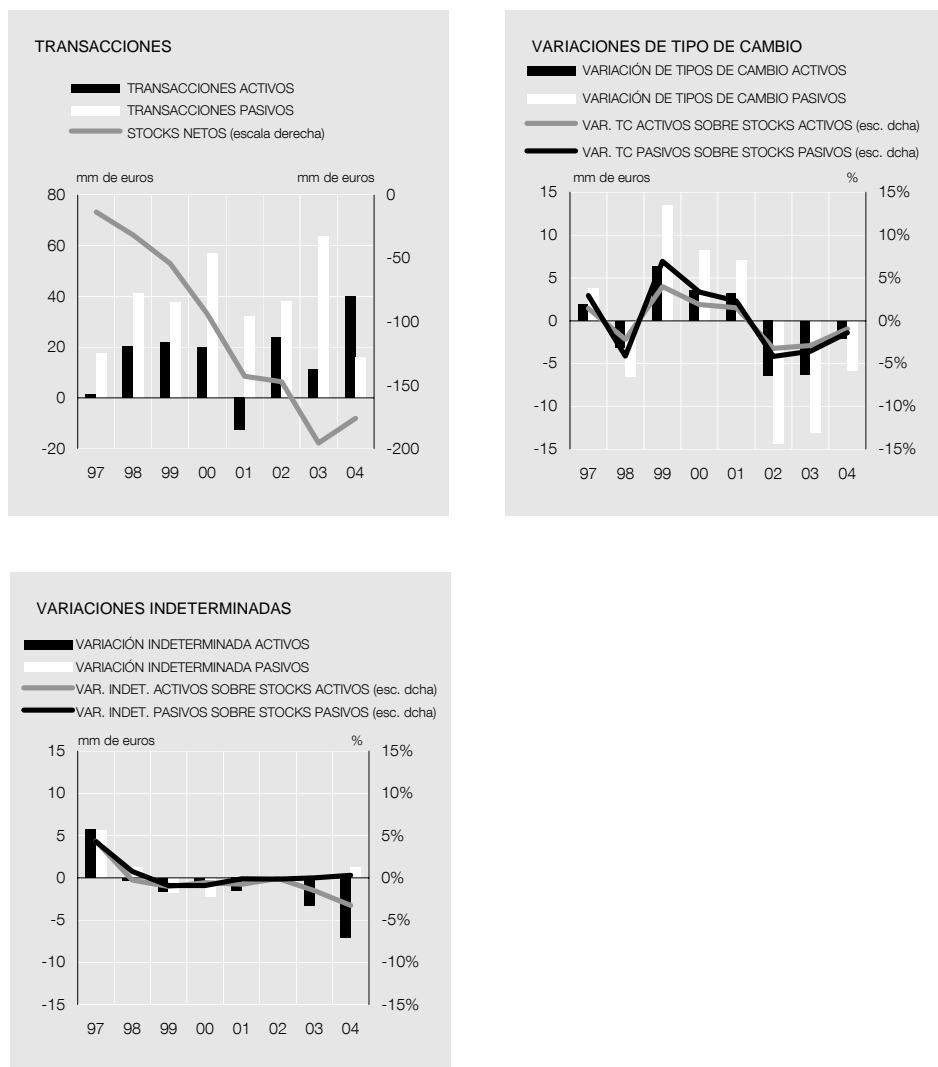 TRANSACCIONES
TRANSACCIONES ACTIVOS
TRANSACCIONES PASIVOS
STOCKS NETOS (escala derecha)
mm de euros mm de euros
80 0
60 -50
40 -100
20
0 -150
-20 -200
97 98 99 00 01 02 03 04
VARIACIONES DE TIPO DE CAMBIO
VARIACIÓN DE TIPOS DE CAMBIO ACTIVOS
VARIACIÓN DE TIPOS DE CAMBIO PASIVOS
VAR. TC ACTIVOS SOBRE STOCKS ACTIVOS (esc. dcha)
VAR. TC PASIVOS SOBRE STOCKS PASIVOS (esc. dcha)
mm de euros %
15 15%
10 10%
5 5%
0 0%
-5 -5%
-10 -10%
-15 -15%
97 98 99 00 01 02 03 04
VARIACIONES INDETERMINADAS
VARIACIÓN INDETERMINADA ACTIVOS
VARIACIÓN INDETERMINADA PASIVOS
VAR. INDET. ACTIVOS SOBRE STOCKS ACTIVOS (esc. dcha)
VAR. INDET. PASIVOS SOBRE STOCKS PASIVOS (esc. dcha)
mm de euros %
15 15%
10 10%
5 5%
0 0%
-5 -5%
-10 -10%
-15 -15%
97 98 99 00 01 02 03 04